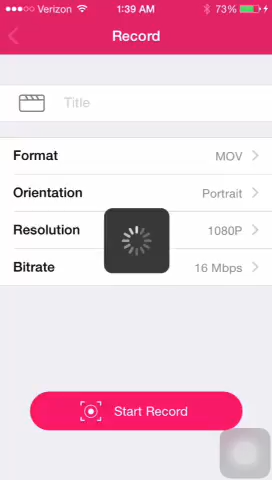 Verizon 1:39 AM 73%
Record
Title
Format MOV
Orientation Portrait
Resolution 1080P
Bitrate 16 Mbps
Start Record